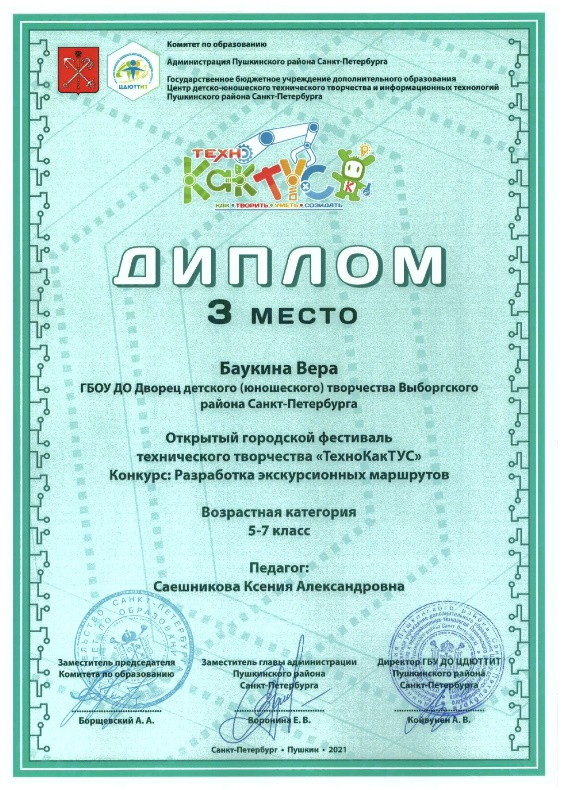 Комитет по образованию
Администрация Пушкинского района Санкт-Петербурга
Государственное бюджетное учреждение дополнительного образования
Центр детско-юношеского технического творчества и информационных технологий
Пушкинского района Санкт-Петербурга
ЦДЮТТИТ
ТЕХНО
КаКТУС
КАК • ТВОРИТЬ • УМЕТЬ • СОЗИДАТЬ
ДИПЛОМ
3 МЕСТО
Баукина Вера
ГБОУ ДО Дворец детского (юношеского) творчества Выборгского
района Санкт-Петербурга
Открытый городской фестиваль
технического творчества «ТехноКакТУС»
Конкурс: Разработка экскурсионных маршрутов
Возрастная категория
5-7 класс
Педагог:
Саешникова Ксения Александровна
Заместитель председателя
Комитета по образованию
Борщевский А. А.
Заместитель главы администрации
Пушкинского района
Санкт-Петербурга
Воронина Е. В.
Директор ГБУ ДО ЦДЮТТИТ
Пушкинского района
Санкт-Петербурга
Койвунен А. В.
Санкт-Петербург • Пушкин • 2021